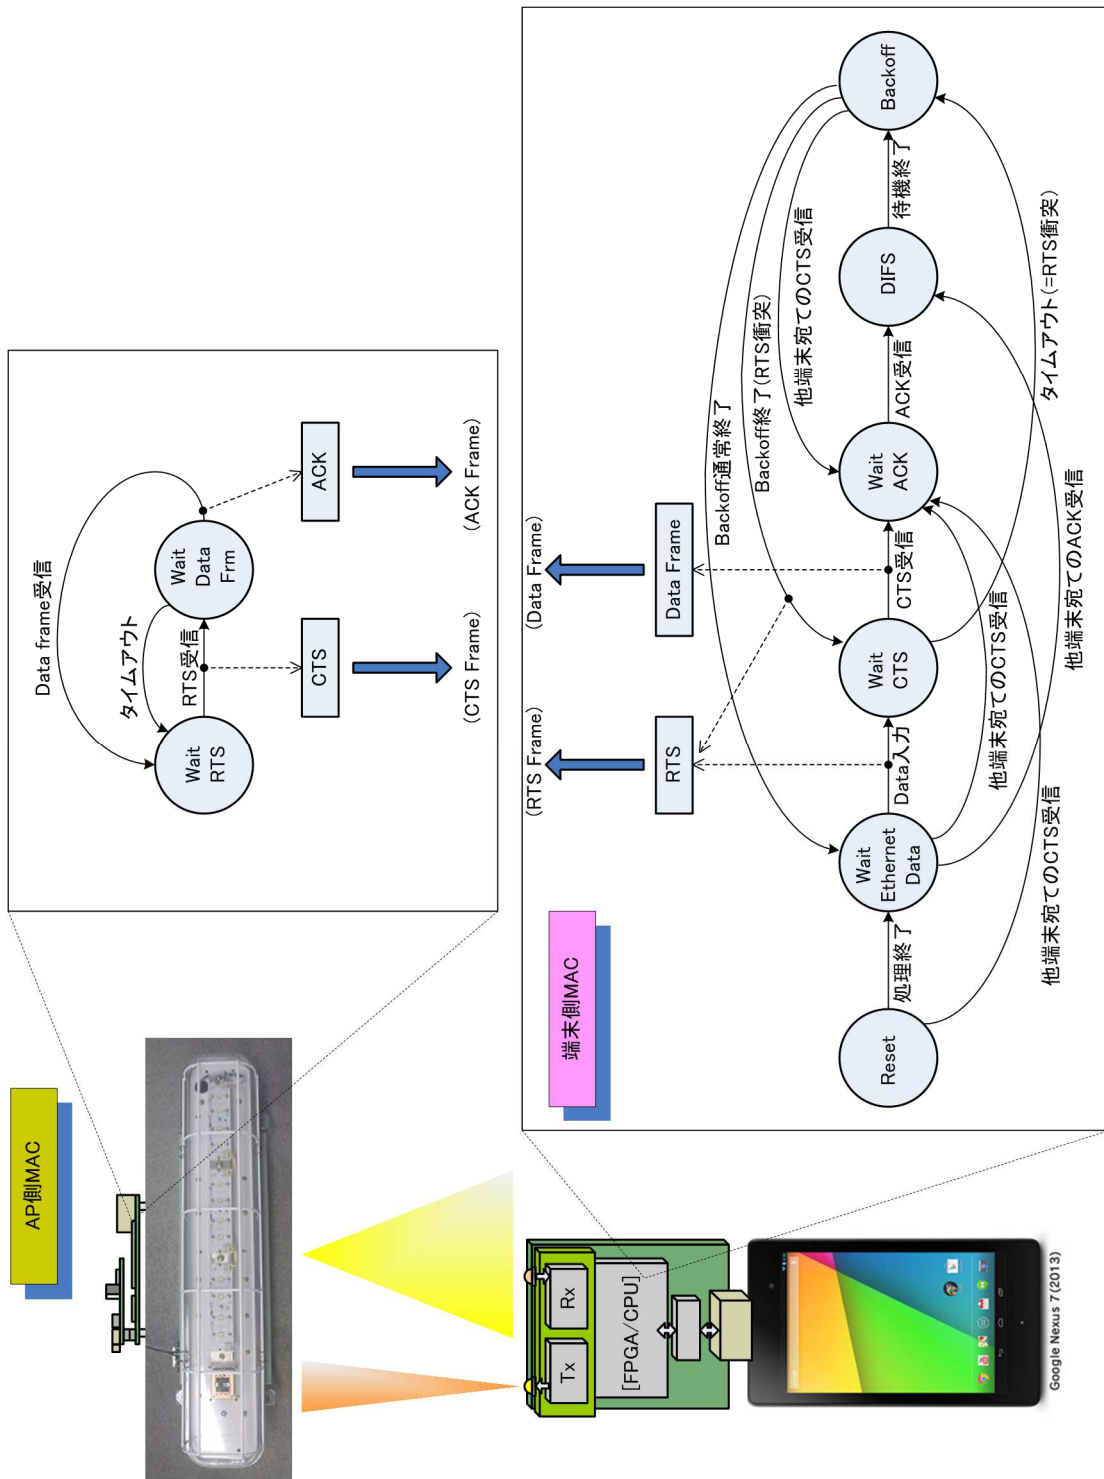 AP側MAC
Data frame受信
タイムアウト
RTS受信
Wait
RTS
Wait
Data
Frm
CTS
ACK
(CTS Frame)
(ACK Frame)
Tx
Rx
[FPGA/CPU]
Google Nexus 7 (2013)
端末側MAC
(RTS Frame)
(Data Frame)
RTS
Data Frame
Backoff通常終了
Backoff終了(RTS衝突)
他端末宛てのCTS受信
Reset
処理終了
Wait
Ethernet
Data
Data入力
Wait
CTS
CTS受信
Wait
ACK
ACK受信
DIFS
待機終了
Backoff
他端末宛てのCTS受信
他端末宛てのCTS受信
他端末宛てのACK受信
タイムアウト(=RTS衝突)